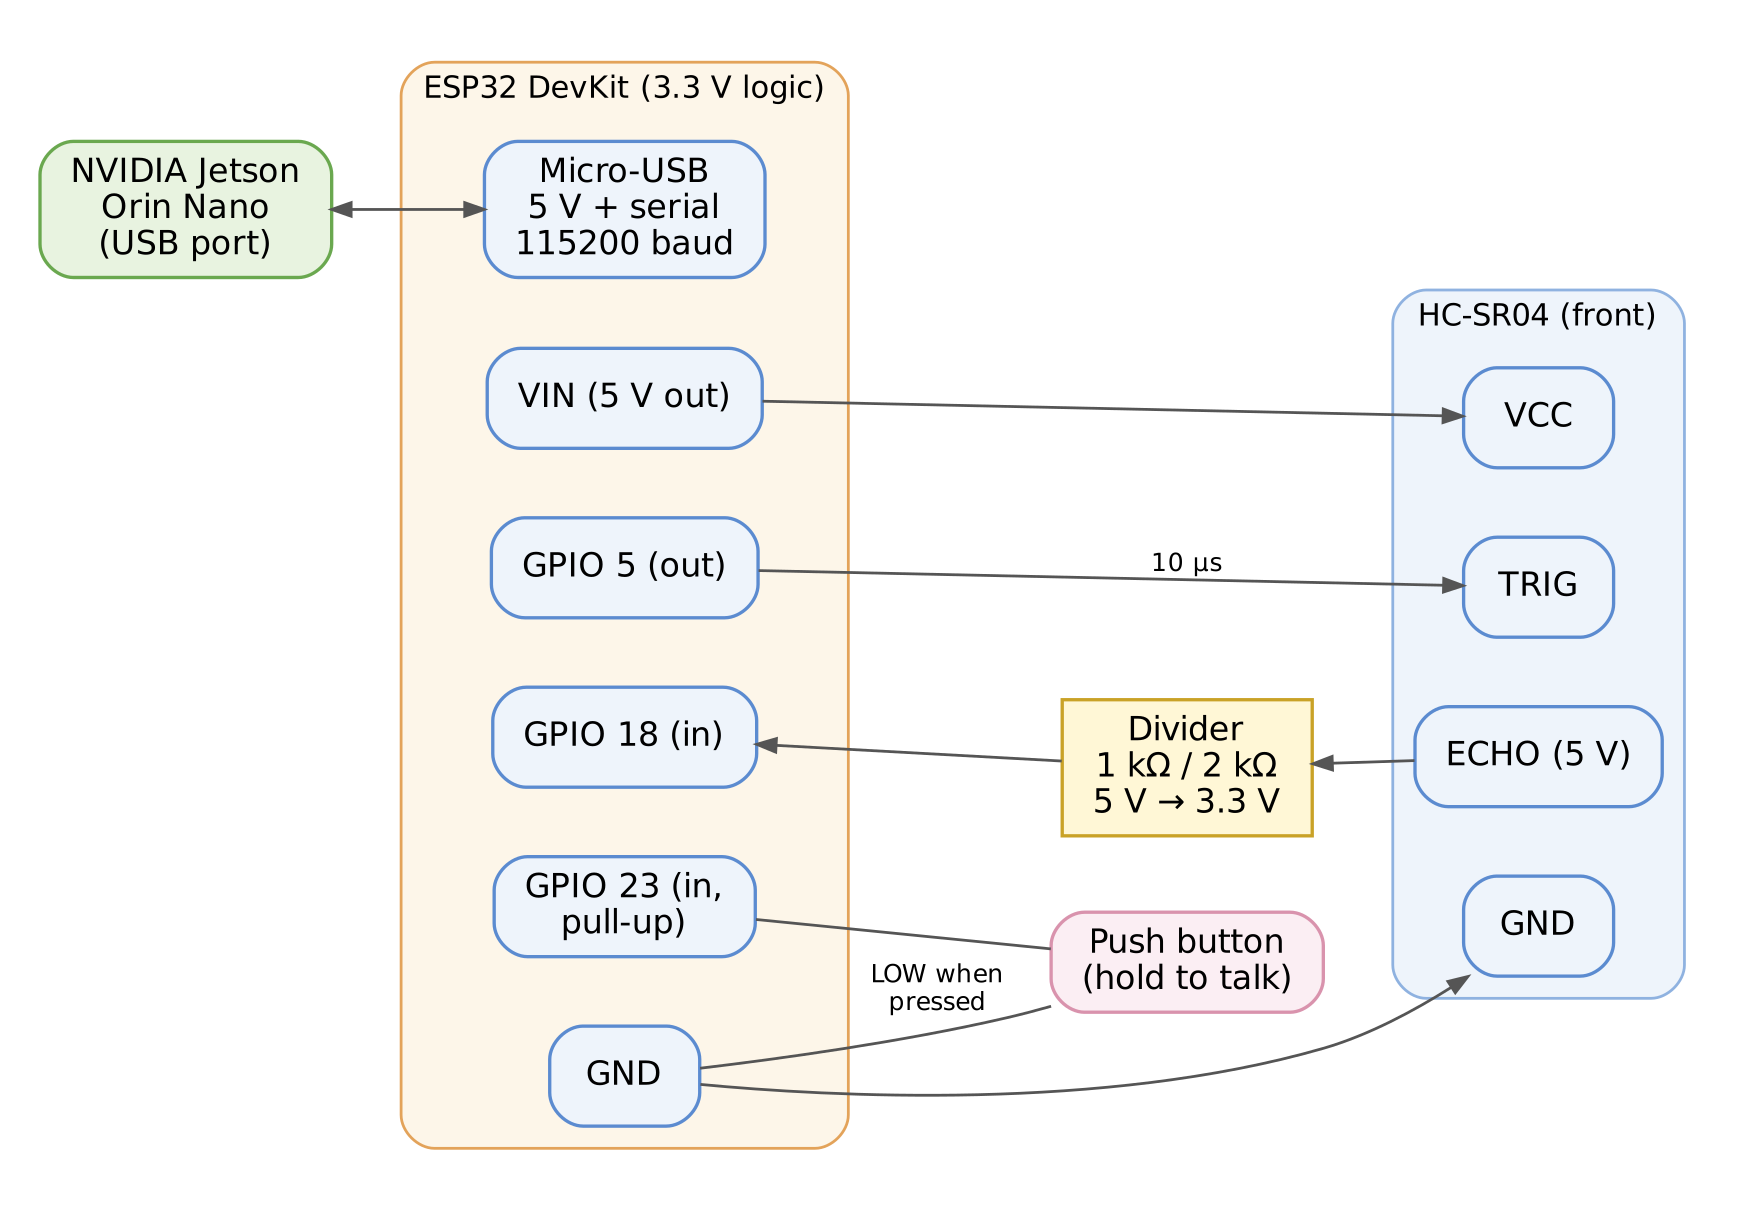 ESP32 DevKit (3.3 V logic)
NVIDIA Jetson
Orin Nano
(USB port)
Micro-USB
5 V + serial
115200 baud
HC-SR04 (front)
VIN (5 V out)
VCC
GPIO 5 (out)
10 µs
TRIG
GPIO 18 (in)
Divider
1 kΩ / 2 kΩ
5 V → 3.3 V
ECHO (5 V)
GPIO 23 (in,
pull-up)
Push button
(hold to talk)
GND
LOW when
pressed
GND